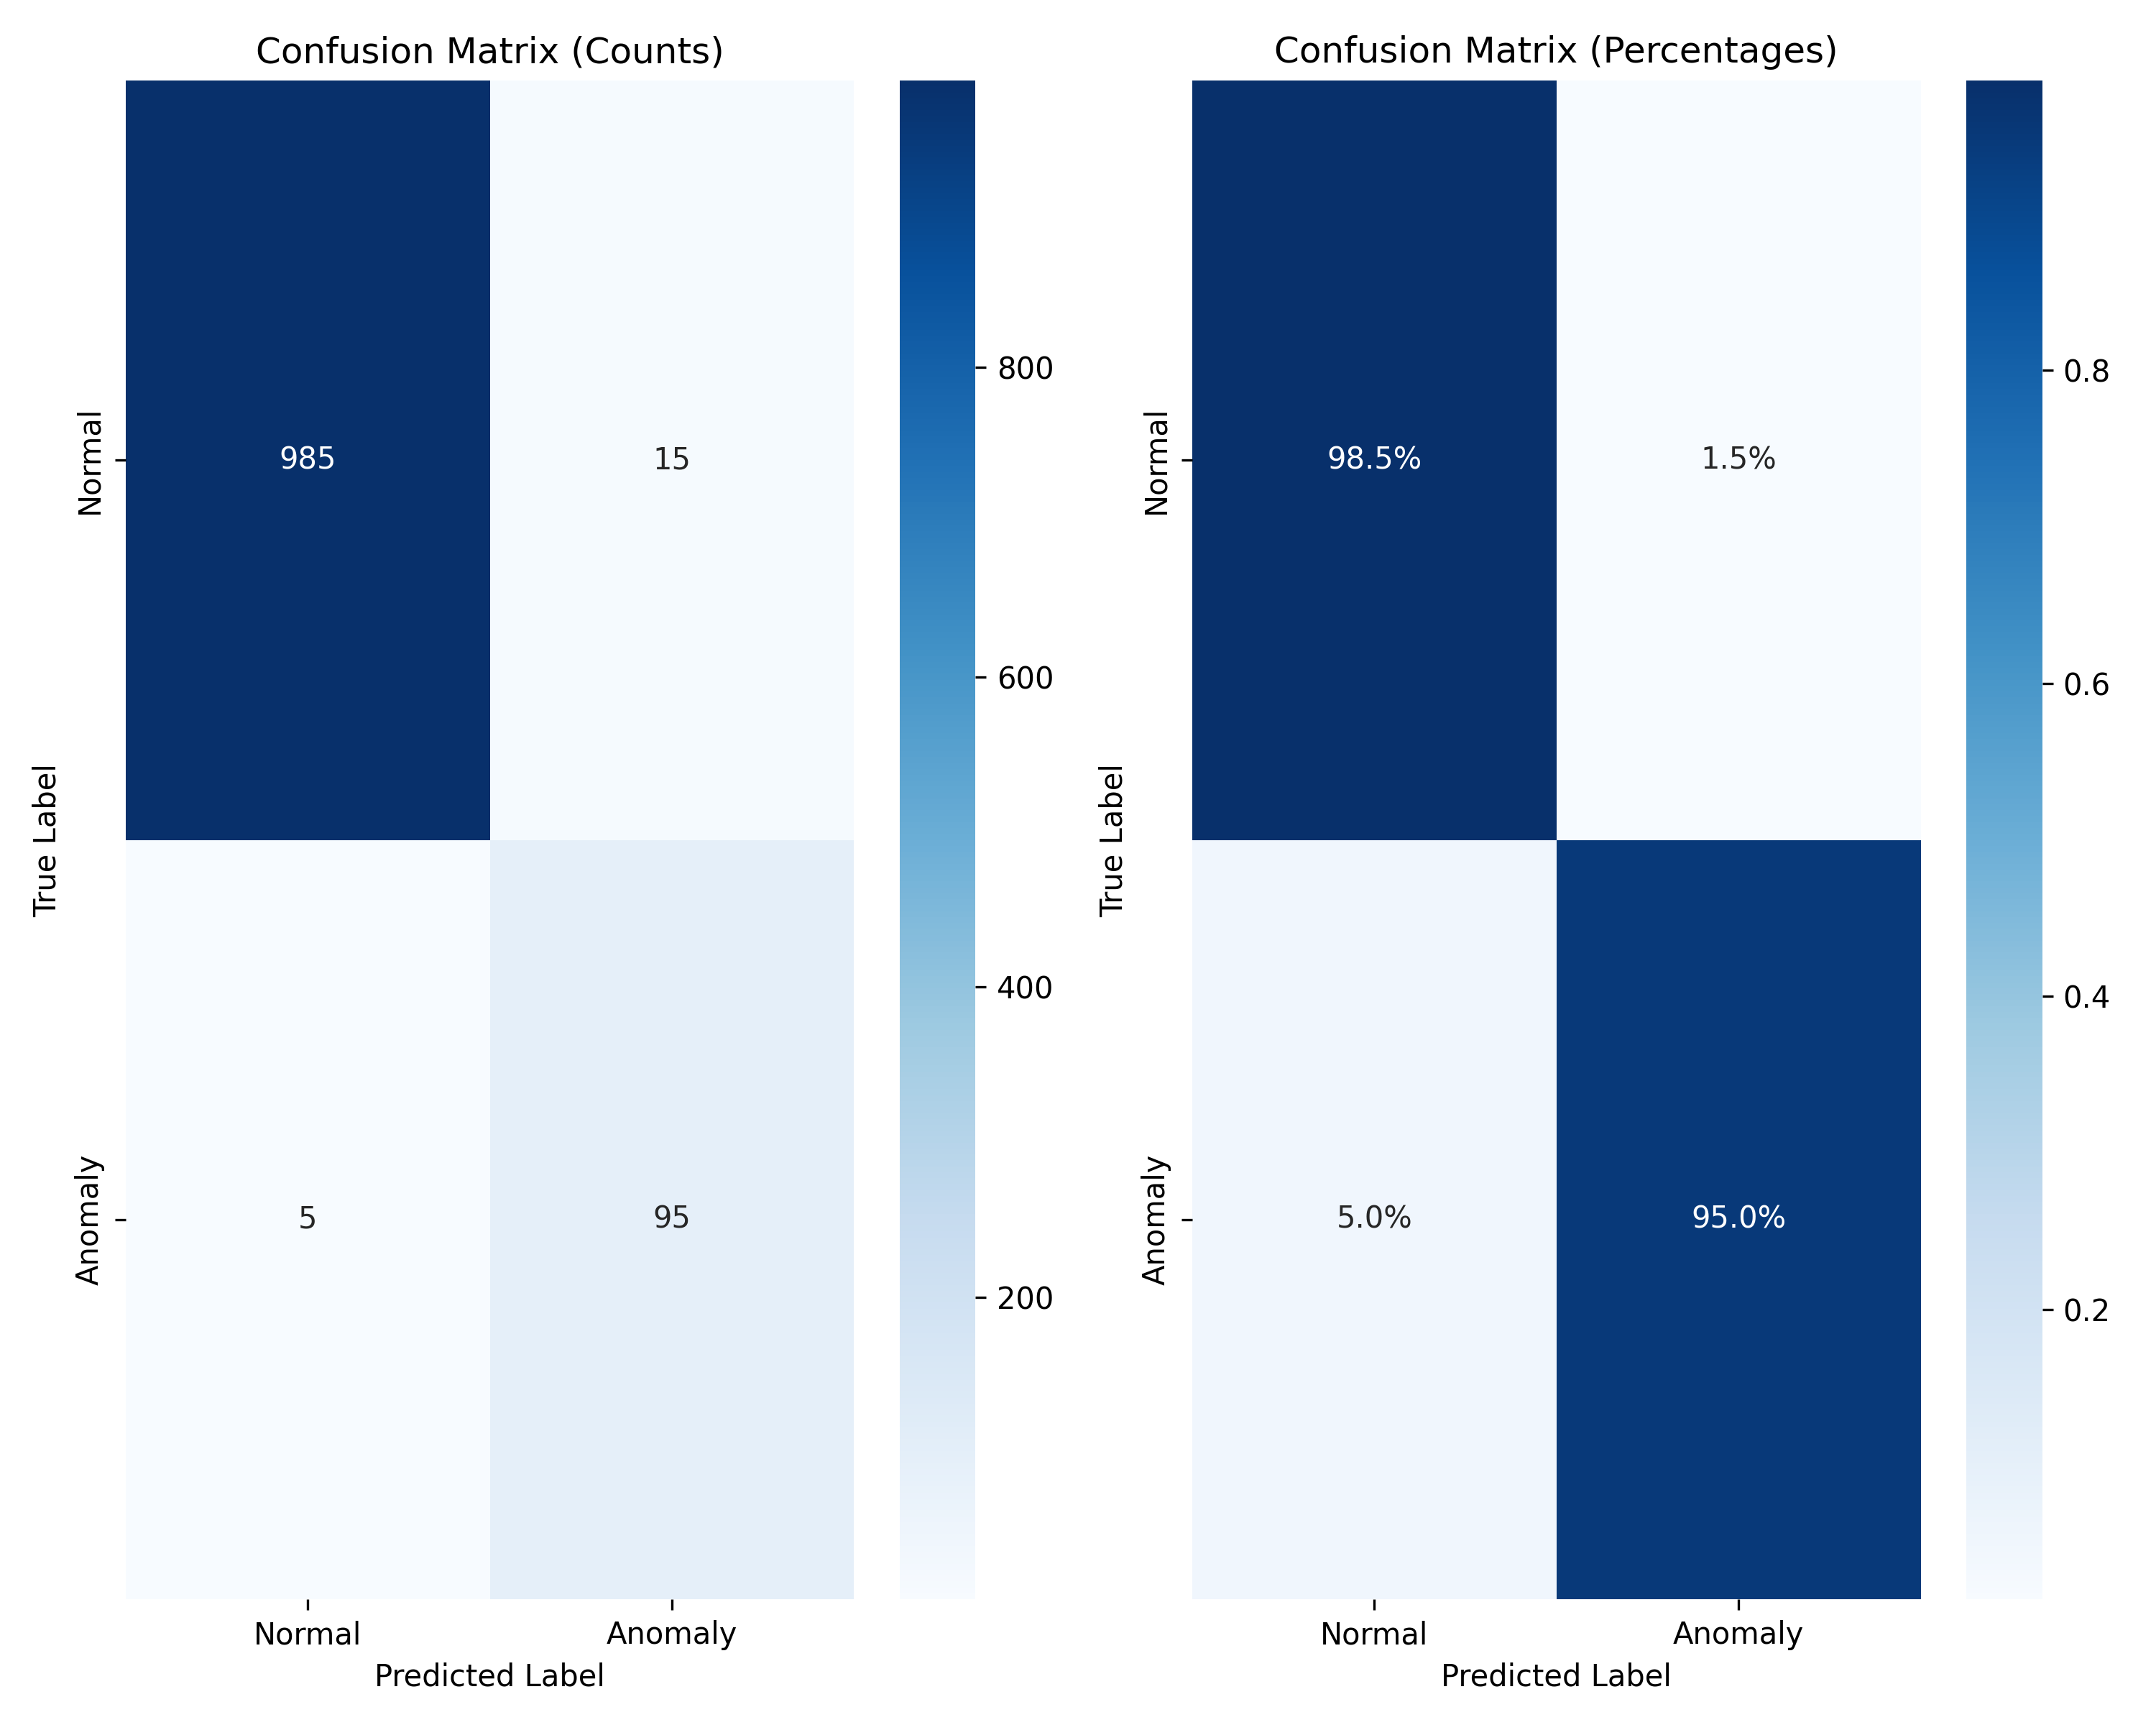 Confusion Matrix (Counts)
True Label
Normal
Anomaly
985
15
5
95
Normal
Anomaly
Predicted Label
800
600
400
200
Confusion Matrix (Percentages)
True Label
Normal
Anomaly
98.5%
1.5%
5.0%
95.0%
Normal
Anomaly
Predicted Label
0.8
0.6
0.4
0.2